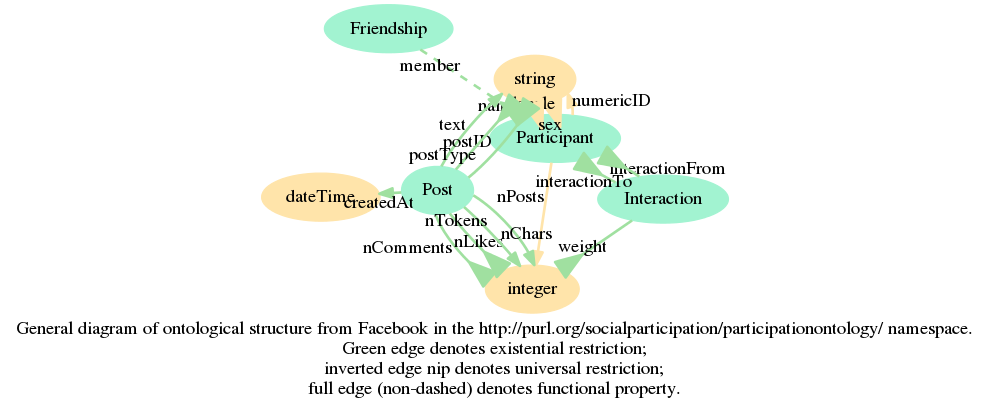 Friendship
member
string
numericID
sex
text
postID
postType
Participant
interactionFrom
interactionTo
dateTime
createdAt
Post
nPosts
Interaction
nTokens
nChars
nLikes
nComments
weight
integer
General diagram of ontological structure from Facebook in the http://purl.org/socialparticipation/participationontology/ namespace.
Green edge denotes existential restriction;
inverted edge nip denotes universal restriction;
full edge (non-dashed) denotes functional property.